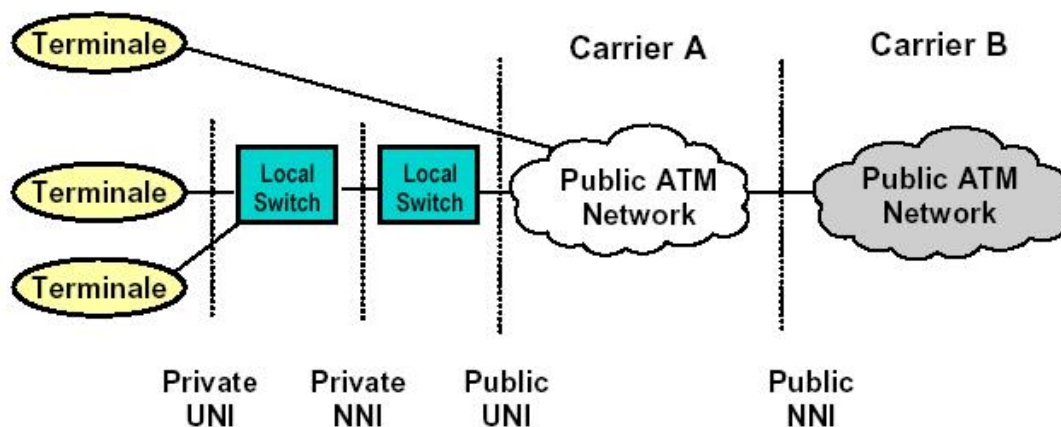 Terminale
Carrier A
Carrier B
Terminale
Local
Switch
Local
Switch
Public ATM
Network
Public ATM
Network
Terminale
Private
UNI
Private
NNI
Public
UNI
Public
NNI